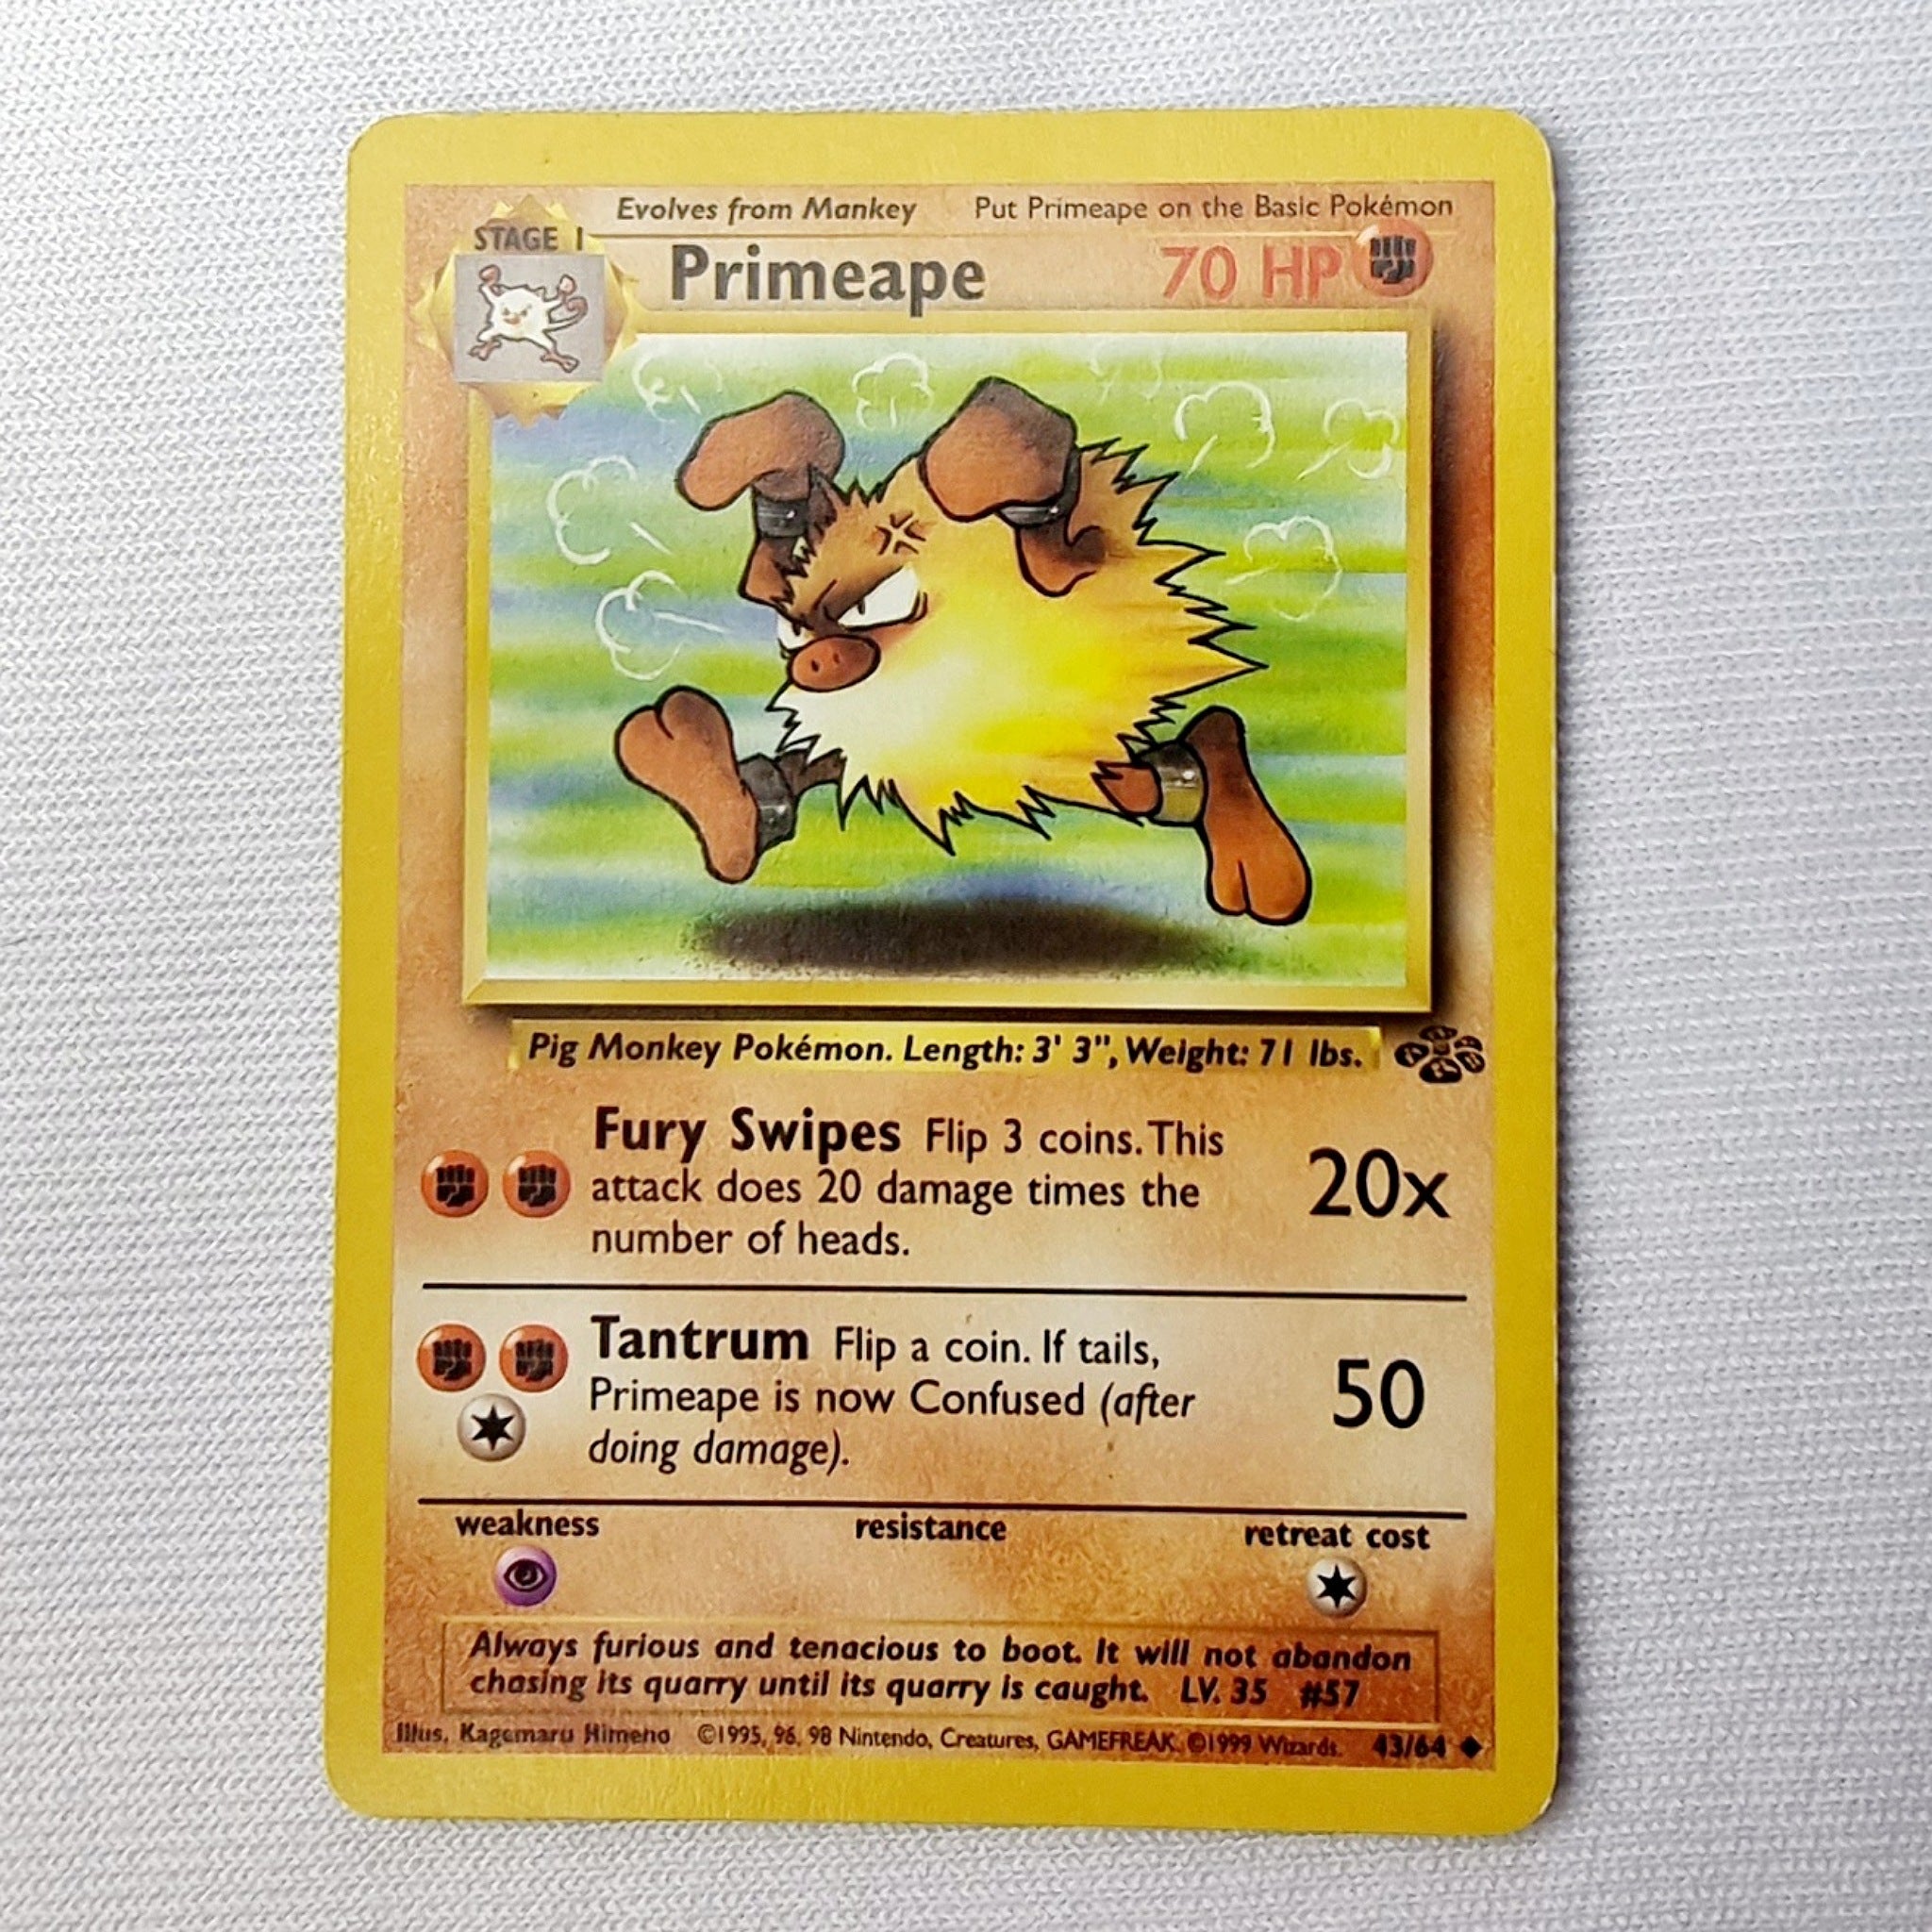 Evolves from Mankey Put Primeape on the Basic Pokémon
STAGE 1
Primeape 70 HP
Pig Monkey Pokémon. Length: 3' 3", Weight: 71 lbs.
Fury Swipes Flip 3 coins. This
attack does 20 damage times the
number of heads.
20x
Tantrum Flip a coin. If tails,
Primeape is now Confused (after
doing damage).
50
weakness resistance retreat cost
Always furious and tenacious to boot. It will not abandon
chasing its quarry until its quarry is caught. LV. 35 #57
Illus. Kagemaru Himeno ©1995, 96, 98 Nintendo, Creatures, GAMEFREAK. ©1999 Wizards. 43/64